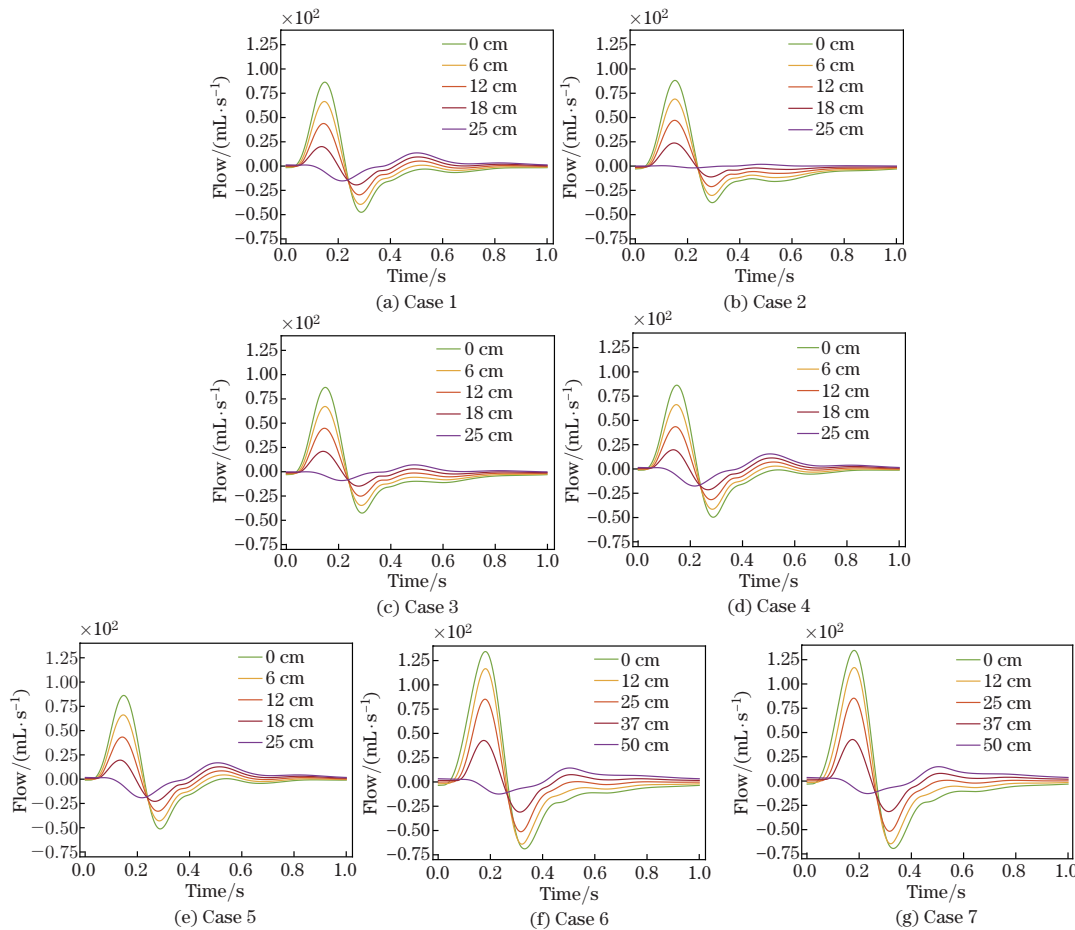 ×10²
Flow/(mL·s⁻¹)
1.25
1.00
0.75
0.50
0.25
0.00
−0.25
−0.50
−0.75
0 cm
6 cm
12 cm
18 cm
25 cm
0.0 0.2 0.4 0.6 0.8 1.0
Time/s
(a) Case 1
×10²
Flow/(mL·s⁻¹)
1.25
1.00
0.75
0.50
0.25
0.00
−0.25
−0.50
−0.75
0 cm
6 cm
12 cm
18 cm
25 cm
0.0 0.2 0.4 0.6 0.8 1.0
Time/s
(b) Case 2
×10²
Flow/(mL·s⁻¹)
1.25
1.00
0.75
0.50
0.25
0.00
−0.25
−0.50
−0.75
0 cm
6 cm
12 cm
18 cm
25 cm
0.0 0.2 0.4 0.6 0.8 1.0
Time/s
(c) Case 3
×10²
Flow/(mL·s⁻¹)
1.25
1.00
0.75
0.50
0.25
0.00
−0.25
−0.50
−0.75
0 cm
6 cm
12 cm
18 cm
25 cm
0.0 0.2 0.4 0.6 0.8 1.0
Time/s
(d) Case 4
×10²
Flow/(mL·s⁻¹)
1.25
1.00
0.75
0.50
0.25
0.00
−0.25
−0.50
−0.75
0 cm
6 cm
12 cm
18 cm
25 cm
0.0 0.2 0.4 0.6 0.8 1.0
Time/s
(e) Case 5
×10²
Flow/(mL·s⁻¹)
1.25
1.00
0.75
0.50
0.25
0.00
−0.25
−0.50
−0.75
0 cm
12 cm
25 cm
37 cm
50 cm
0.0 0.2 0.4 0.6 0.8 1.0
Time/s
(f) Case 6
×10²
Flow/(mL·s⁻¹)
1.25
1.00
0.75
0.50
0.25
0.00
−0.25
−0.50
−0.75
0 cm
12 cm
25 cm
37 cm
50 cm
0.0 0.2 0.4 0.6 0.8 1.0
Time/s
(g) Case 7